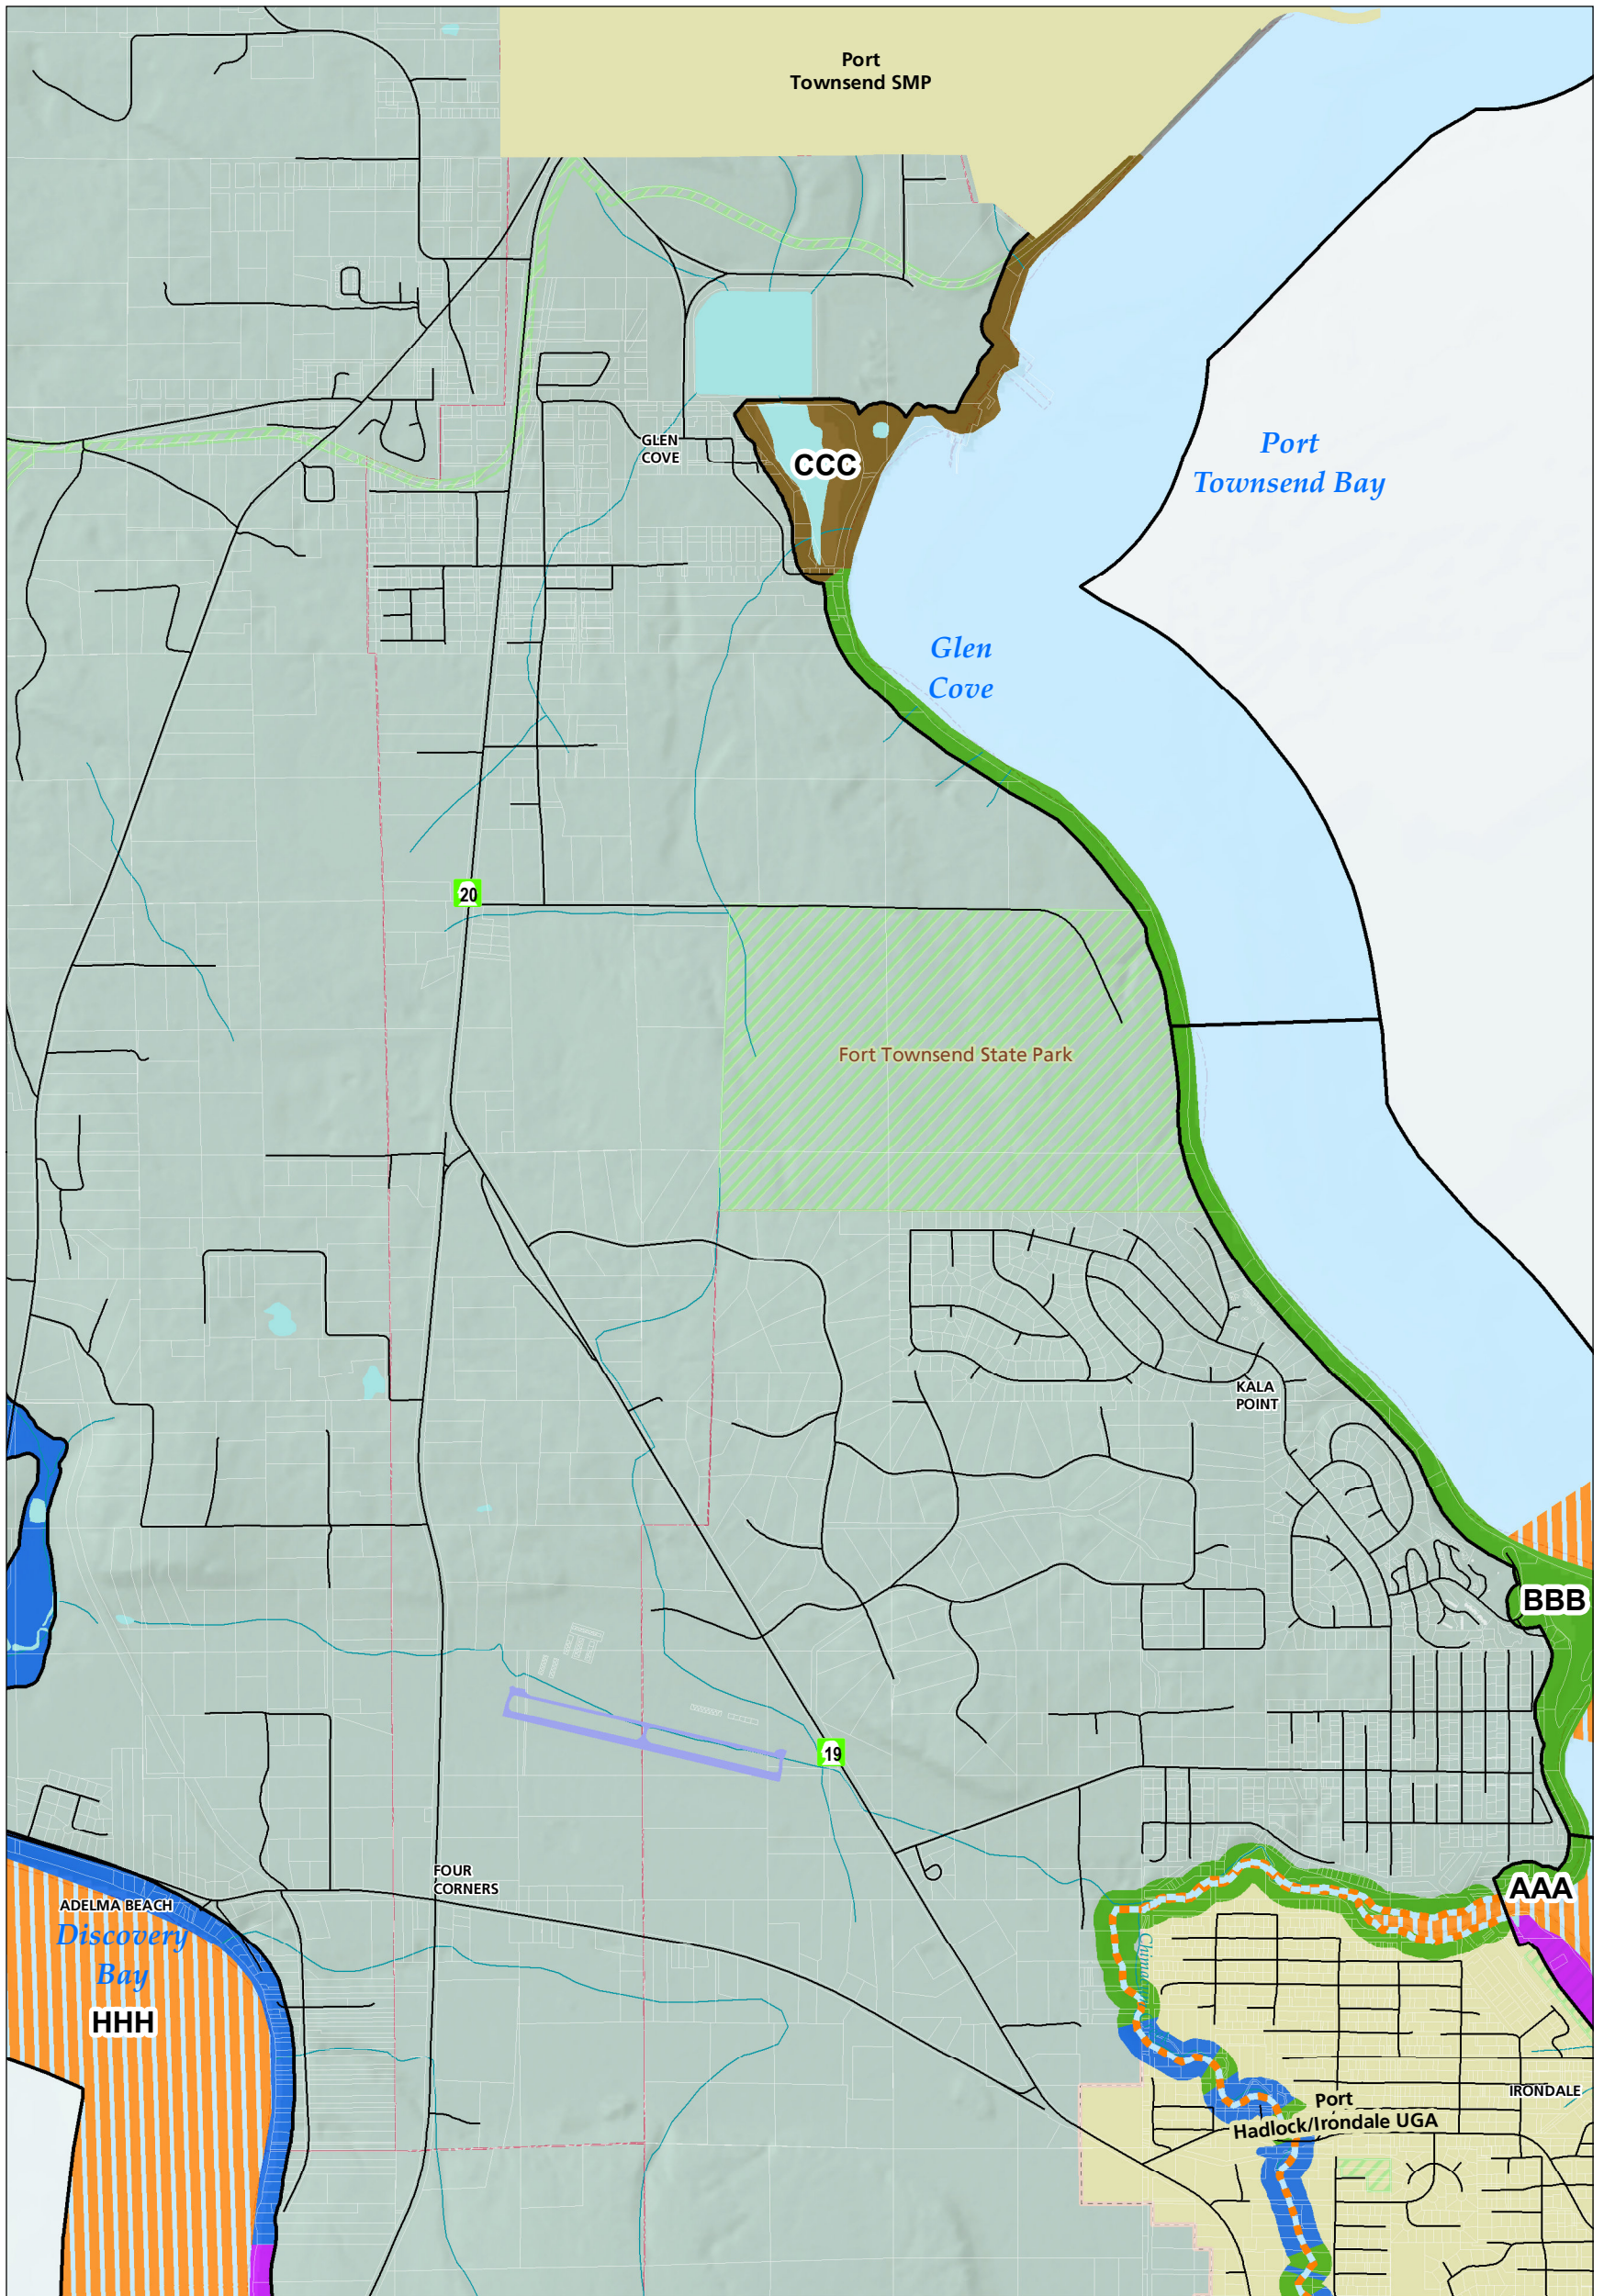 Port
Townsend SMP
GLEN
COVE
CCC
Port
Townsend Bay
Glen
Cove
20
Fort Townsend State Park
KALA
POINT
BBB
19
FOUR
CORNERS
AAA
ADELMA BEACH
Discovery
Bay
HHH
IRONDALE
Port
Hadlock/Irondale UGA